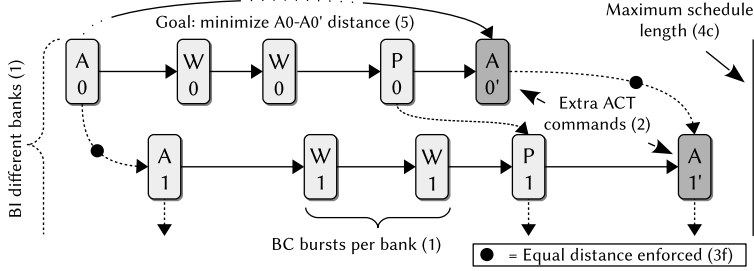 Goal: minimize A0-A0' distance (5)
Maximum schedule
length (4c)
A
0
W
0
W
0
P
0
A
0'
BI different banks (1)
Extra ACT
commands (2)
A
1
W
1
W
1
P
1
A
1'
BC bursts per bank (1)
= Equal distance enforced (3f)